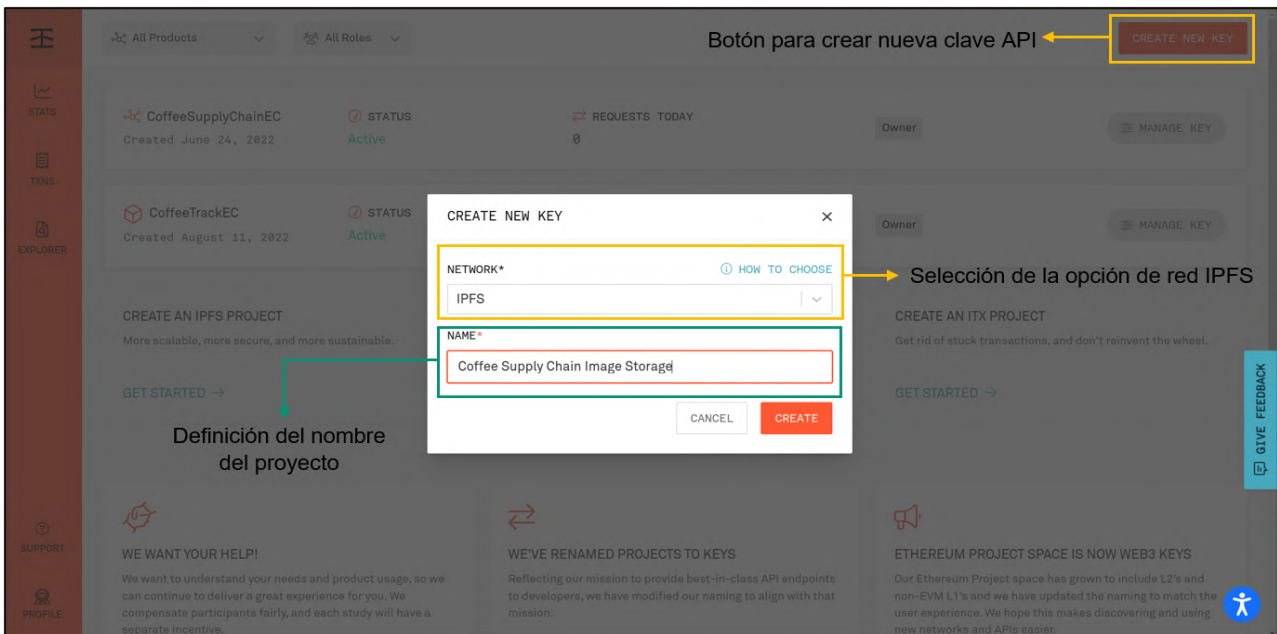 All Products
All Roles
Botón para crear nueva clave API
CREATE NEW KEY
STATS
TXNS
EXPLORER
SUPPORT
PROFILE
CoffeeSupplyChainEC
Created June 24, 2022
STATUS
Active
REQUESTS TODAY
0
Owner
MANAGE KEY
CoffeeTrackEC
Created August 11, 2022
STATUS
Active
Owner
MANAGE KEY
CREATE NEW KEY
NETWORK*
HOW TO CHOOSE
IPFS
NAME*
Coffee Supply Chain Image Storage
CANCEL
CREATE
Selección de la opción de red IPFS
Definición del nombre
del proyecto
CREATE AN IPFS PROJECT
More scalable, more secure, and more sustainable.
GET STARTED →
CREATE AN ITX PROJECT
Get rid of stuck transactions, and don't reinvent the wheel.
GET STARTED →
GIVE FEEDBACK
WE WANT YOUR HELP!
We want to understand your needs and product usage, so we
can continue to deliver a great experience for you. We
compensate participants fairly, and each study will have a
separate incentive.
WE'VE RENAMED PROJECTS TO KEYS
Reflecting our mission to provide best-in-class API endpoints
to developers, we have modified our naming to align with that
mission.
ETHEREUM PROJECT SPACE IS NOW WEB3 KEYS
Our Ethereum Project space has grown to include L2's and
non-EVM L1's and we have updated the naming to match the
user experience. We hope this makes discovering and using
new networks and APIs easier.